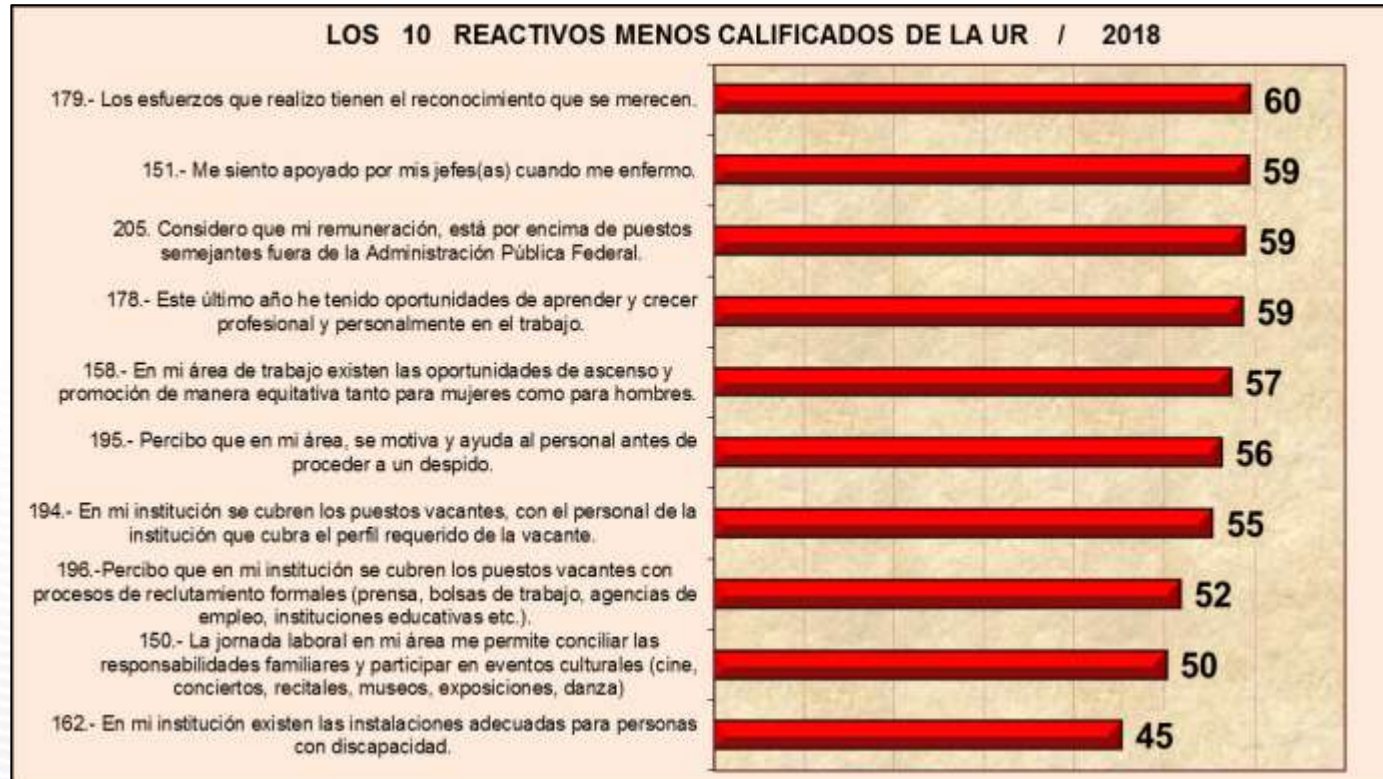 LOS 10 REACTIVOS MENOS CALIFICADOS DE LA UR / 2018
179.- Los esfuerzos que realizo tienen el reconocimiento que se merecen.
60
151.- Me siento apoyado por mis jefes(as) cuando me enfermo.
59
205. Considero que mi remuneración, está por encima de puestos
semejantes fuera de la Administración Pública Federal.
59
178.- Este último año he tenido oportunidades de aprender y crecer
profesional y personalmente en el trabajo.
59
158.- En mi área de trabajo existen las oportunidades de ascenso y
promoción de manera equitativa tanto para mujeres como para hombres.
57
195.- Percibo que en mi área, se motiva y ayuda al personal antes de
proceder a un despido.
56
194.- En mi institución se cubren los puestos vacantes, con el personal de la
institución que cubra el perfil requerido de la vacante.
55
196.-Percibo que en mi institución se cubren los puestos vacantes con
procesos de reclutamiento formales (prensa, bolsas de trabajo, agencias de
empleo, instituciones educativas etc.).
52
150.- La jornada laboral en mi área me permite conciliar las
responsabilidades familiares y participar en eventos culturales (cine,
conciertos, recitales, museos, exposiciones, danza)
50
162.- En mi institución existen las instalaciones adecuadas para personas
con discapacidad.
45